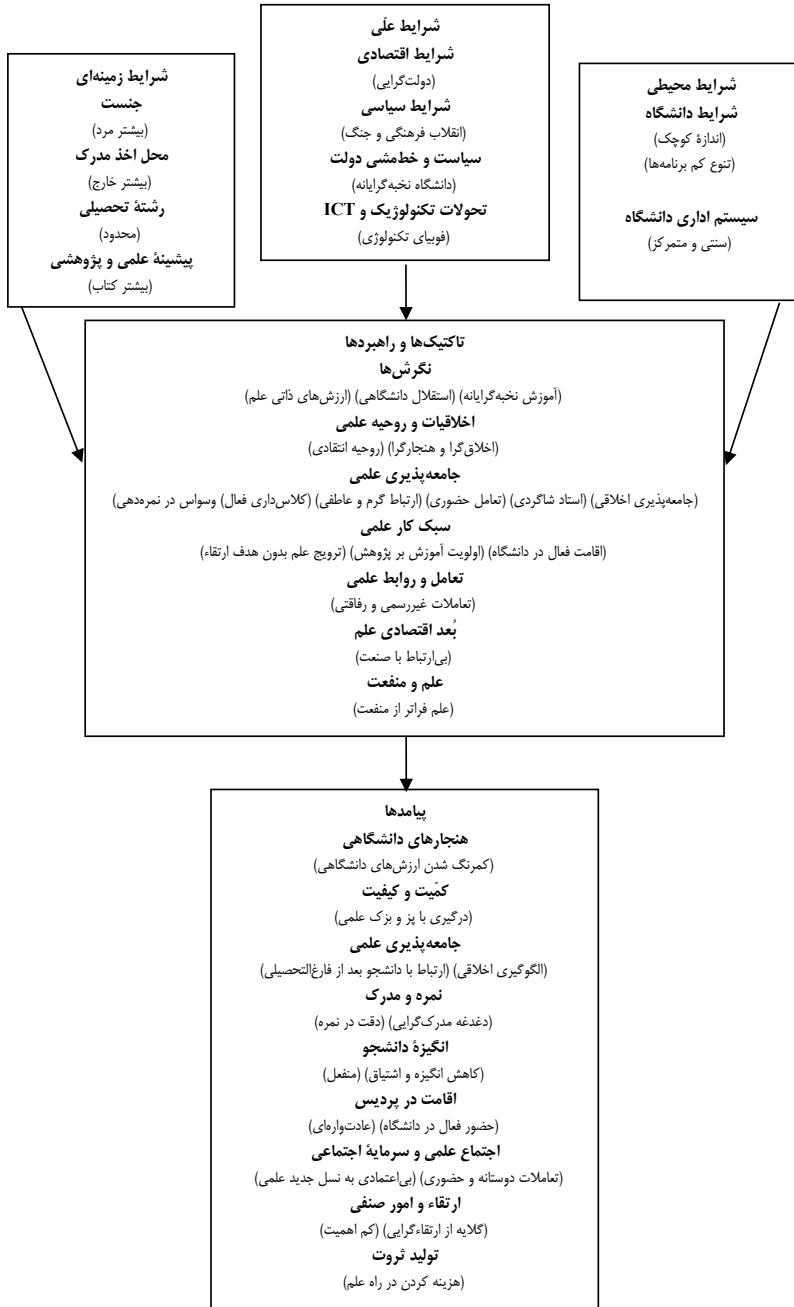 شرایط علّی
شرایط اقتصادی
(دولت‌گرایی)
شرایط سیاسی
(انقلاب فرهنگی و جنگ)
سیاست و خط‌مشی دولت
(دانشگاه نخبه‌گرایانه)
تحولات تکنولوژیک و ICT
(فوبیای تکنولوژی)
شرایط محیطی
شرایط دانشگاه
(اندازهٔ کوچک)
(تنوع کم برنامه‌ها)
سیستم اداری دانشگاه
(سنتی و متمرکز)
شرایط زمینه‌ای
جنست
(بیشتر مرد)
محل اخذ مدرک
(بیشتر خارج)
رشتهٔ تحصیلی
(محدود)
پیشینهٔ علمی و پژوهشی
(بیشتر کتاب)
تاکتیک‌ها و راهبردها
نگرش‌ها
(آموزش نخبه‌گرایانه) (استقلال دانشگاهی) (ارزش‌های ذاتی علم)
اخلاقیات و روحیه علمی
(اخلاق‌گرا و هنجارگرا) (روحیه انتقادی)
جامعه‌پذیری علمی
(جامعه‌پذیری اخلاقی) (استاد شاگردی) (تعامل حضوری) (ارتباط گرم و عاطفی) (کلاس‌داری فعال) وسواس در نمره‌دهی)
سبک کار علمی
(اقامت فعال در دانشگاه) (اولویت آموزش بر پژوهش) (ترویج علم بدون هدف ارتقاء)
تعامل و روابط علمی
(تعاملات غیررسمی و رفاقتی)
بُعد اقتصادی علم
(بی‌ارتباط با صنعت)
علم و منفعت
(علم فراتر از منفعت)
پیامدها
هنجارهای دانشگاهی
(کمرنگ شدن ارزش‌های دانشگاهی)
کمّیت و کیفیت
(درگیری با پز و بزک علمی)
جامعه‌پذیری علمی
(الگوگیری اخلاقی) (ارتباط با دانشجو بعد از فارغ‌التحصیلی)
نمره و مدرک
(دغدغه مدرک‌گرایی) (دقت در نمره)
انگیزهٔ دانشجو
(کاهش انگیزه و اشتیاق) (منفعل)
اقامت در پردیس
(حضور فعال در دانشگاه) (عادت‌واره‌ای)
اجتماع علمی و سرمایهٔ اجتماعی
(تعاملات دوستانه و حضوری) (بی‌اعتمادی به نسل جدید علمی)
ارتقاء و امور صنفی
(گلایه از ارتقاءگرایی) (کم اهمیت)
تولید ثروت
(هزینه کردن در راه علم)